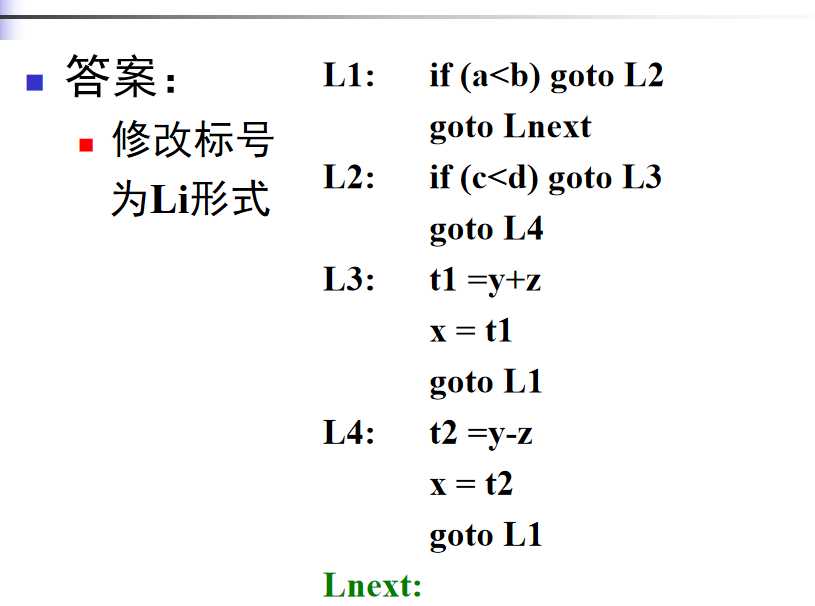 答案：
修改标号
为Li形式
L1: if (a<b) goto L2
goto Lnext
L2: if (c<d) goto L3
goto L4
L3: t1 =y+z
x = t1
goto L1
L4: t2 =y-z
x = t2
goto L1
Lnext: